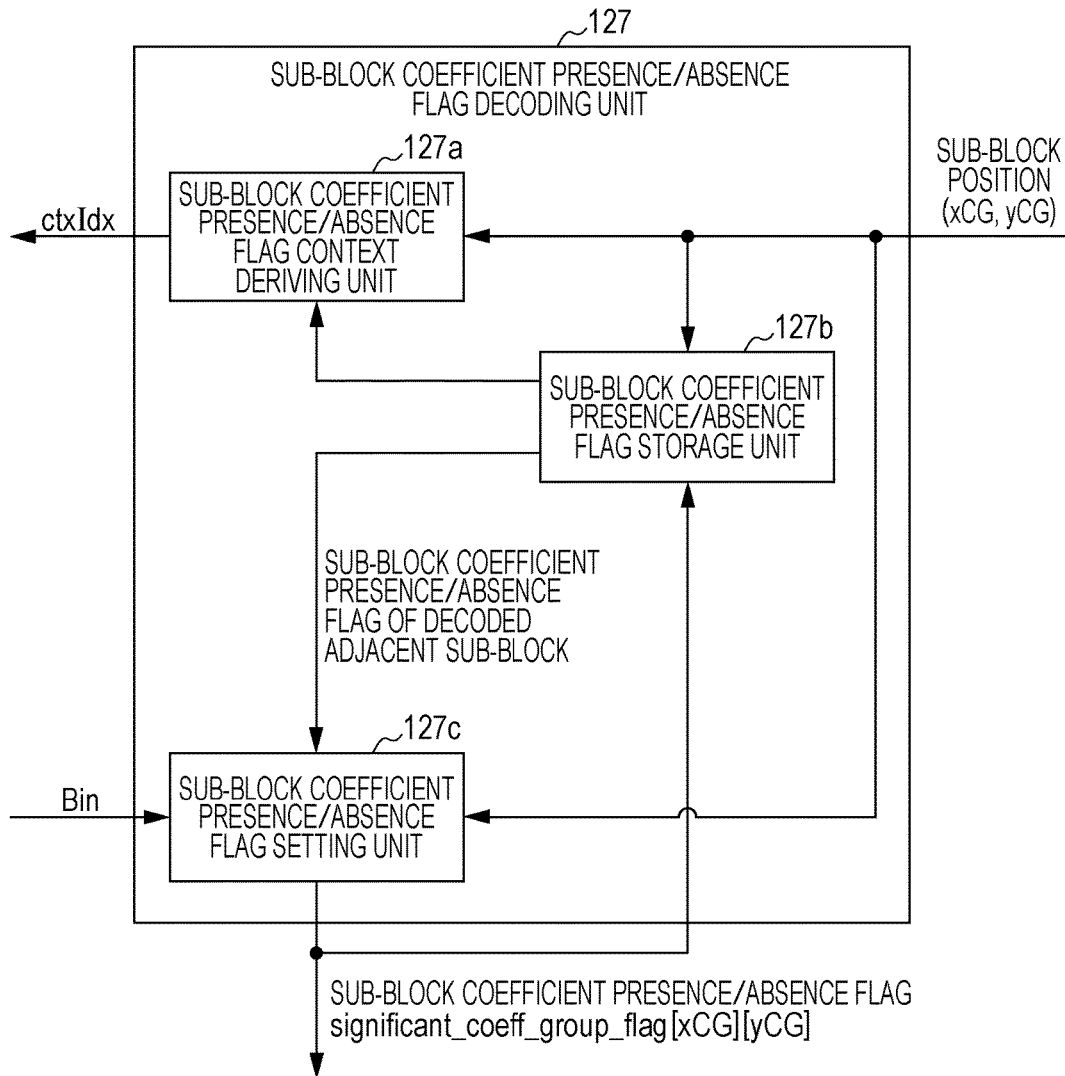 127
SUB-BLOCK COEFFICIENT PRESENCE/ABSENCE
FLAG DECODING UNIT
127a
SUB-BLOCK COEFFICIENT
PRESENCE/ABSENCE
FLAG CONTEXT
DERIVING UNIT
ctxIdx
SUB-BLOCK
POSITION
(xCG, yCG)
127b
SUB-BLOCK COEFFICIENT
PRESENCE/ABSENCE
FLAG STORAGE UNIT
SUB-BLOCK COEFFICIENT
PRESENCE/ABSENCE
FLAG OF DECODED
ADJACENT SUB-BLOCK
127c
Bin
SUB-BLOCK COEFFICIENT
PRESENCE/ABSENCE
FLAG SETTING UNIT
SUB-BLOCK COEFFICIENT PRESENCE/ABSENCE FLAG
significant_coeff_group_flag[xCG][yCG]